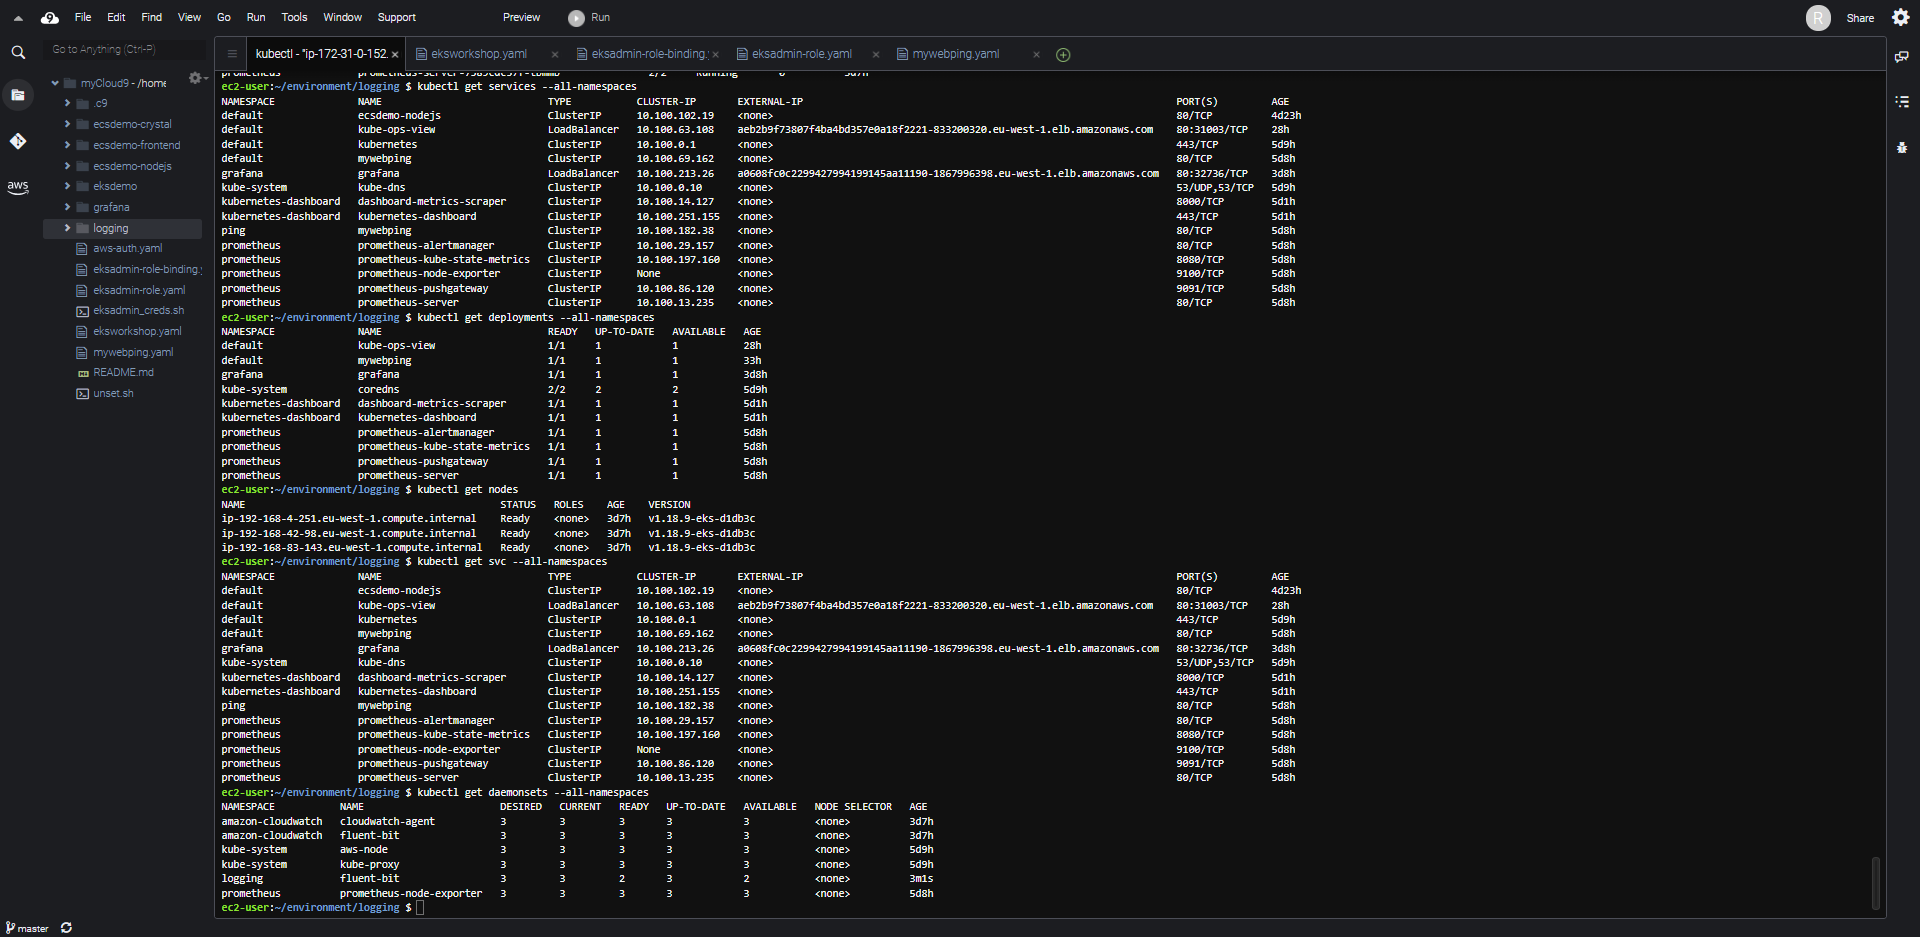 File Edit Find View Go Run Tools Window Support Preview Run R Share
Go to Anything (Ctrl-P)
kubectl - "ip-172-31-0-152. × eksworkshop.yaml × eksadmin-role-binding. × eksadmin-role.yaml × mywebping.yaml ×
myCloud9 - /home
.c9
ecsdemo-crystal
ecsdemo-frontend
ecsdemo-nodejs
eksdemo
grafana
logging
aws-auth.yaml
eksadmin-role-binding.
eksadmin-role.yaml
eksadmin_creds.sh
eksworkshop.yaml
mywebping.yaml
README.md
unset.sh
aws
master
ec2-user:~/environment/logging $ kubectl get services --all-namespaces
NAMESPACE NAME TYPE CLUSTER-IP EXTERNAL-IP PORT(S) AGE
default ecsdemo-nodejs ClusterIP 10.100.102.19 <none> 80/TCP 4d23h
default kube-ops-view LoadBalancer 10.100.63.108 aeb2b9f73807f4ba4bd357e0a18f2221-833200320.eu-west-1.elb.amazonaws.com 80:31003/TCP 28h
default kubernetes ClusterIP 10.100.0.1 <none> 443/TCP 5d9h
default mywebping ClusterIP 10.100.69.162 <none> 80/TCP 5d8h
grafana grafana LoadBalancer 10.100.213.26 a0608fc0c2299427994199145aa11190-1867996398.eu-west-1.elb.amazonaws.com 80:32736/TCP 3d8h
kube-system kube-dns ClusterIP 10.100.0.10 <none> 53/UDP,53/TCP 5d9h
kubernetes-dashboard dashboard-metrics-scraper ClusterIP 10.100.14.127 <none> 8000/TCP 5d1h
kubernetes-dashboard kubernetes-dashboard ClusterIP 10.100.251.155 <none> 443/TCP 5d1h
ping mywebping ClusterIP 10.100.182.38 <none> 80/TCP 5d8h
prometheus prometheus-alertmanager ClusterIP 10.100.29.157 <none> 80/TCP 5d8h
prometheus prometheus-kube-state-metrics ClusterIP 10.100.197.160 <none> 8080/TCP 5d8h
prometheus prometheus-node-exporter ClusterIP None <none> 9100/TCP 5d8h
prometheus prometheus-pushgateway ClusterIP 10.100.86.120 <none> 9091/TCP 5d8h
prometheus prometheus-server ClusterIP 10.100.13.235 <none> 80/TCP 5d8h
ec2-user:~/environment/logging $ kubectl get deployments --all-namespaces
NAMESPACE NAME READY UP-TO-DATE AVAILABLE AGE
default kube-ops-view 1/1 1 1 28h
default mywebping 1/1 1 1 33h
grafana grafana 1/1 1 1 3d8h
kube-system coredns 2/2 2 2 5d9h
kubernetes-dashboard dashboard-metrics-scraper 1/1 1 1 5d1h
kubernetes-dashboard kubernetes-dashboard 1/1 1 1 5d1h
prometheus prometheus-alertmanager 1/1 1 1 5d8h
prometheus prometheus-kube-state-metrics 1/1 1 1 5d8h
prometheus prometheus-pushgateway 1/1 1 1 5d8h
prometheus prometheus-server 1/1 1 1 5d8h
ec2-user:~/environment/logging $ kubectl get nodes
NAME STATUS ROLES AGE VERSION
ip-192-168-4-251.eu-west-1.compute.internal Ready <none> 3d7h v1.18.9-eks-d1db3c
ip-192-168-42-98.eu-west-1.compute.internal Ready <none> 3d7h v1.18.9-eks-d1db3c
ip-192-168-83-143.eu-west-1.compute.internal Ready <none> 3d7h v1.18.9-eks-d1db3c
ec2-user:~/environment/logging $ kubectl get svc --all-namespaces
NAMESPACE NAME TYPE CLUSTER-IP EXTERNAL-IP PORT(S) AGE
default ecsdemo-nodejs ClusterIP 10.100.102.19 <none> 80/TCP 4d23h
default kube-ops-view LoadBalancer 10.100.63.108 aeb2b9f73807f4ba4bd357e0a18f2221-833200320.eu-west-1.elb.amazonaws.com 80:31003/TCP 28h
default kubernetes ClusterIP 10.100.0.1 <none> 443/TCP 5d9h
default mywebping ClusterIP 10.100.69.162 <none> 80/TCP 5d8h
grafana grafana LoadBalancer 10.100.213.26 a0608fc0c2299427994199145aa11190-1867996398.eu-west-1.elb.amazonaws.com 80:32736/TCP 3d8h
kube-system kube-dns ClusterIP 10.100.0.10 <none> 53/UDP,53/TCP 5d9h
kubernetes-dashboard dashboard-metrics-scraper ClusterIP 10.100.14.127 <none> 8000/TCP 5d1h
kubernetes-dashboard kubernetes-dashboard ClusterIP 10.100.251.155 <none> 443/TCP 5d1h
ping mywebping ClusterIP 10.100.182.38 <none> 80/TCP 5d8h
prometheus prometheus-alertmanager ClusterIP 10.100.29.157 <none> 80/TCP 5d8h
prometheus prometheus-kube-state-metrics ClusterIP 10.100.197.160 <none> 8080/TCP 5d8h
prometheus prometheus-node-exporter ClusterIP None <none> 9100/TCP 5d8h
prometheus prometheus-pushgateway ClusterIP 10.100.86.120 <none> 9091/TCP 5d8h
prometheus prometheus-server ClusterIP 10.100.13.235 <none> 80/TCP 5d8h
ec2-user:~/environment/logging $ kubectl get daemonsets --all-namespaces
NAMESPACE NAME DESIRED CURRENT READY UP-TO-DATE AVAILABLE NODE SELECTOR AGE
amazon-cloudwatch cloudwatch-agent 3 3 3 3 3 <none> 3d7h
amazon-cloudwatch fluent-bit 3 3 3 3 3 <none> 3d7h
kube-system aws-node 3 3 3 3 3 <none> 5d9h
kube-system kube-proxy 3 3 3 3 3 <none> 5d9h
logging fluent-bit 3 3 2 3 2 <none> 3m1s
prometheus prometheus-node-exporter 3 3 3 3 3 <none> 5d8h
ec2-user:~/environment/logging $